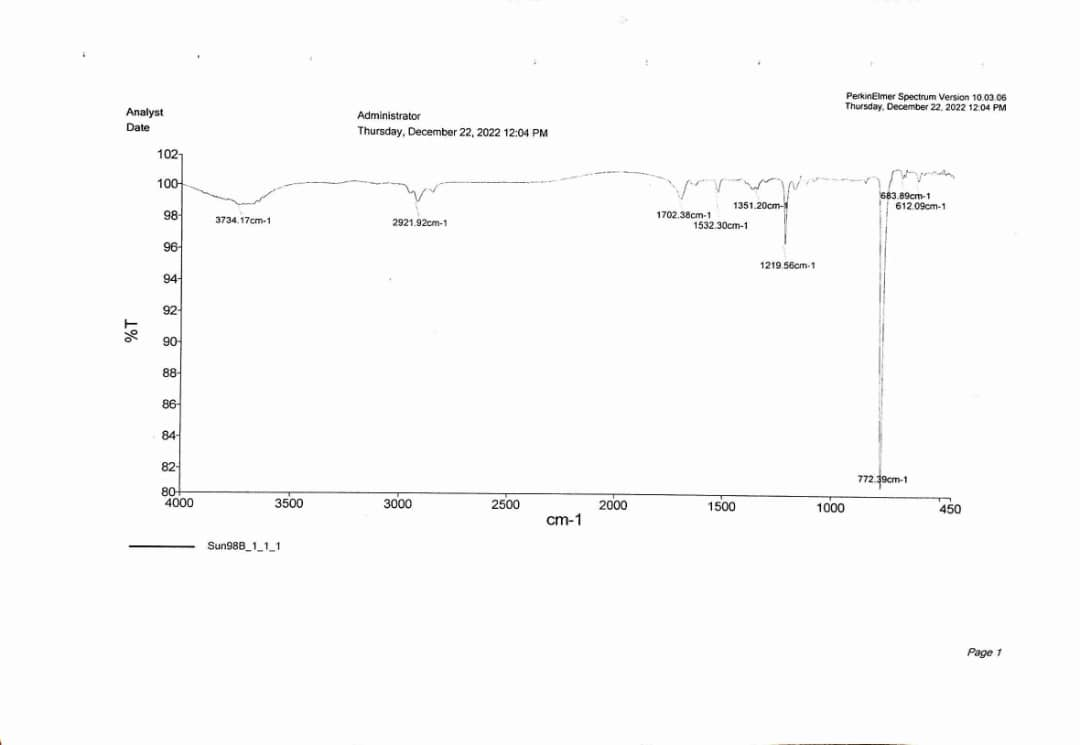 PerkinElmer Spectrum Version 10.03.06
Thursday, December 22, 2022 12:04 PM
Analyst
Administrator
Date
Thursday, December 22, 2022 12:04 PM
102
100
98
96
94
92
90
88
86
84
82
80
%T
3734.17cm-1
2921.92cm-1
1702.38cm-1
1532.30cm-1
1351.20cm-1
1219.56cm-1
772.39cm-1
683.89cm-1
612.09cm-1
4000
3500
3000
2500
2000
1500
1000
450
cm-1
Sun98B_1_1_1
Page 1